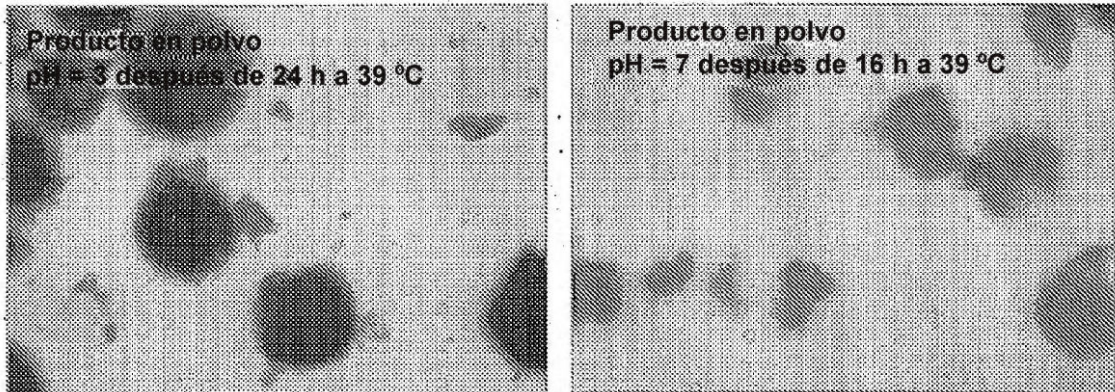 Producto en polvo
pH = 3 después de 24 h a 39 ºC
Producto en polvo
pH = 7 después de 16 h a 39 ºC